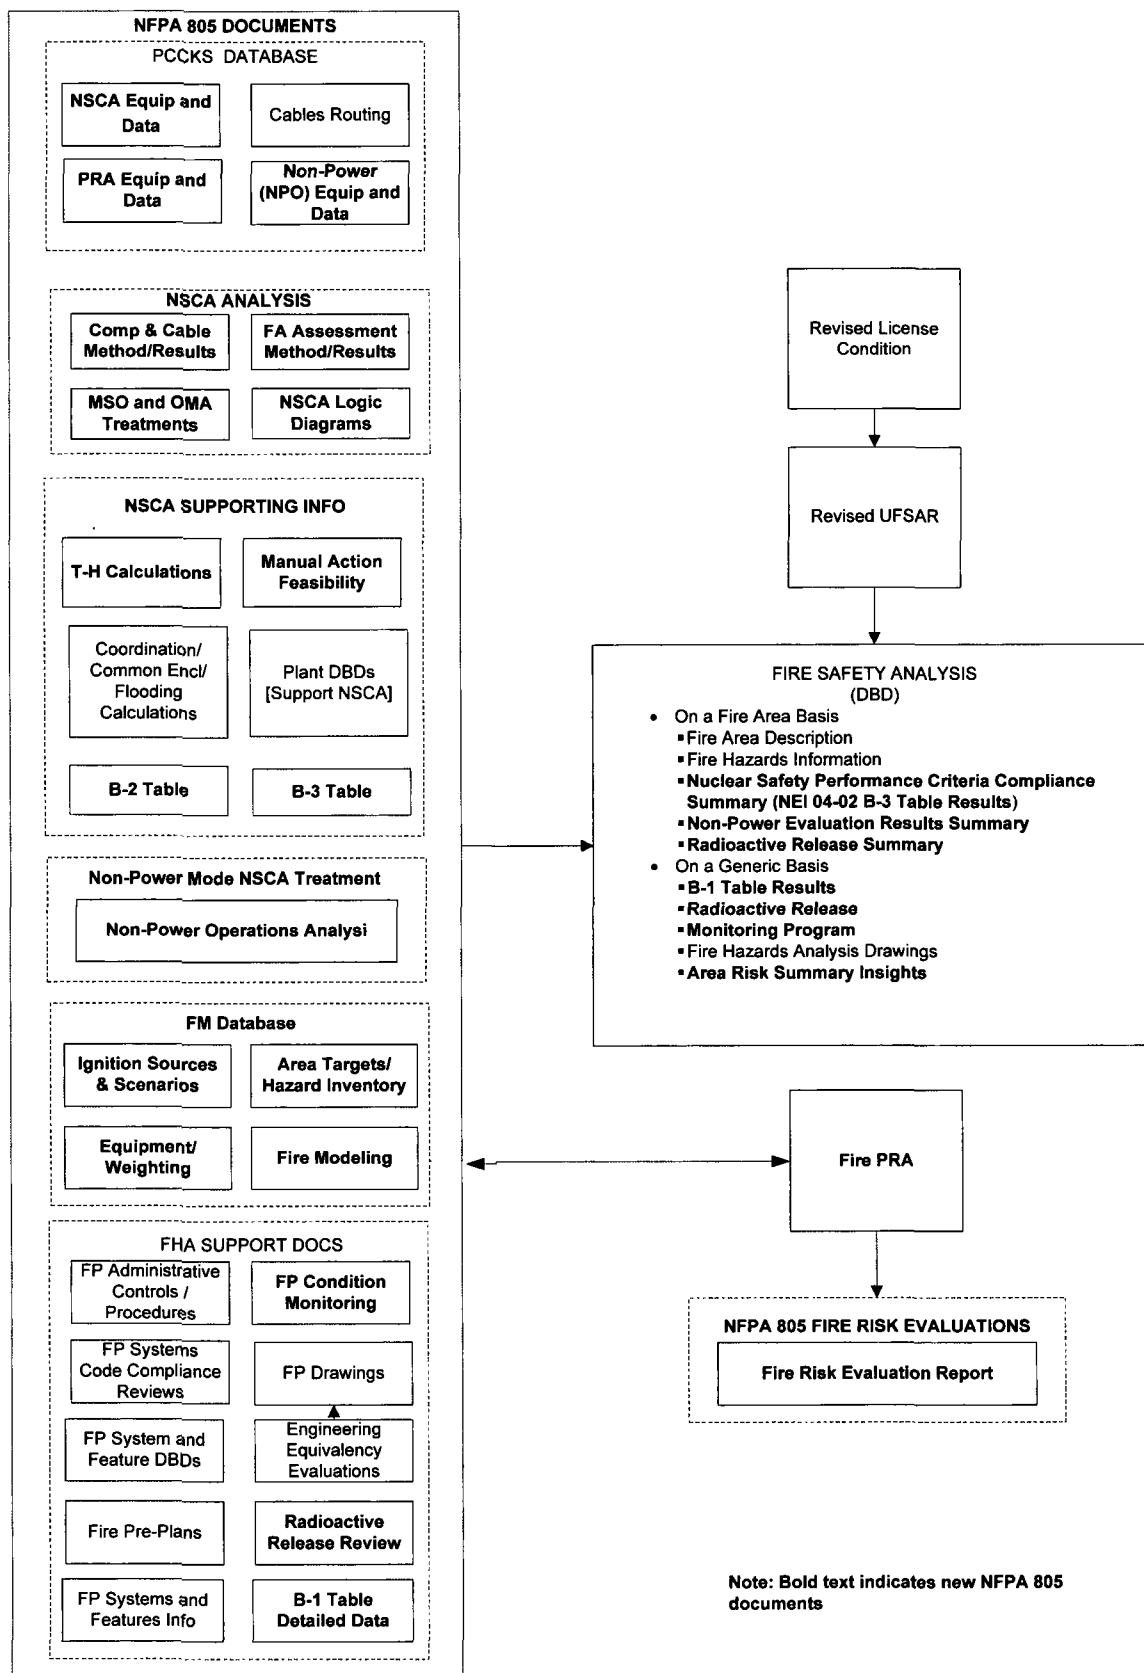 NFPA 805 DOCUMENTS
PCCKS DATABASE
NSCA Equip and
Data
Cables Routing
PRA Equip and
Data
Non-Power
(NPO) Equip and
Data
NSCA ANALYSIS
Comp & Cable
Method/Results
FA Assessment
Method/Results
MSO and OMA
Treatments
NSCA Logic
Diagrams
NSCA SUPPORTING INFO
T-H Calculations
Manual Action
Feasibility
Coordination/
Common Encl/
Flooding
Calculations
Plant DBDs
[Support NSCA]
B-2 Table
B-3 Table
Non-Power Mode NSCA Treatment
Non-Power Operations Analysi
FM Database
Ignition Sources
& Scenarios
Area Targets/
Hazard Inventory
Equipment/
Weighting
Fire Modeling
FHA SUPPORT DOCS
FP Administrative
Controls /
Procedures
FP Condition
Monitoring
FP Systems
Code Compliance
Reviews
FP Drawings
FP System and
Feature DBDs
Engineering
Equivalency
Evaluations
Fire Pre-Plans
Radioactive
Release Review
FP Systems and
Features Info
B-1 Table
Detailed Data
Revised License
Condition
Revised UFSAR
FIRE SAFETY ANALYSIS
(DBD)
• On a Fire Area Basis
▪ Fire Area Description
▪ Fire Hazards Information
▪ Nuclear Safety Performance Criteria Compliance
Summary (NEI 04-02 B-3 Table Results)
▪ Non-Power Evaluation Results Summary
▪ Radioactive Release Summary
• On a Generic Basis
▪ B-1 Table Results
▪ Radioactive Release
▪ Monitoring Program
▪ Fire Hazards Analysis Drawings
▪ Area Risk Summary Insights
Fire PRA
NFPA 805 FIRE RISK EVALUATIONS
Fire Risk Evaluation Report
Note: Bold text indicates new NFPA 805
documents